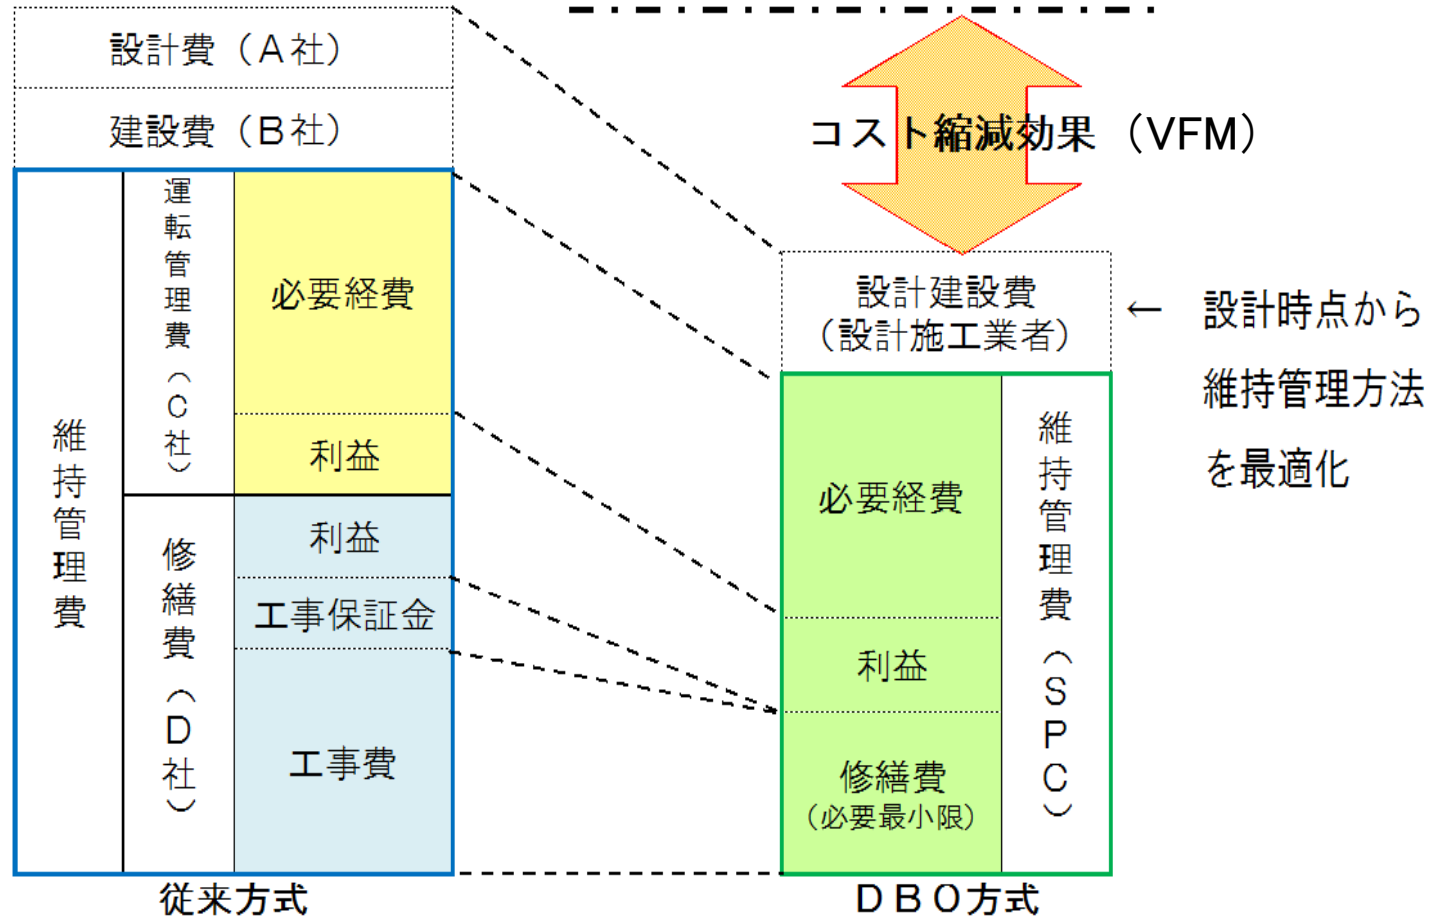 設計費（Ａ社）
建設費（Ｂ社）
維持管理費
運転管理費（Ｃ社）
必要経費
利益
修繕費（Ｄ社）
利益
工事保証金
工事費
従来方式
コスト縮減効果（VFM）
設計建設費
（設計施工業者）
必要経費
利益
修繕費
（必要最小限）
維持管理費（ＳＰＣ）
ＤＢＯ方式
← 設計時点から
維持管理方法
を最適化